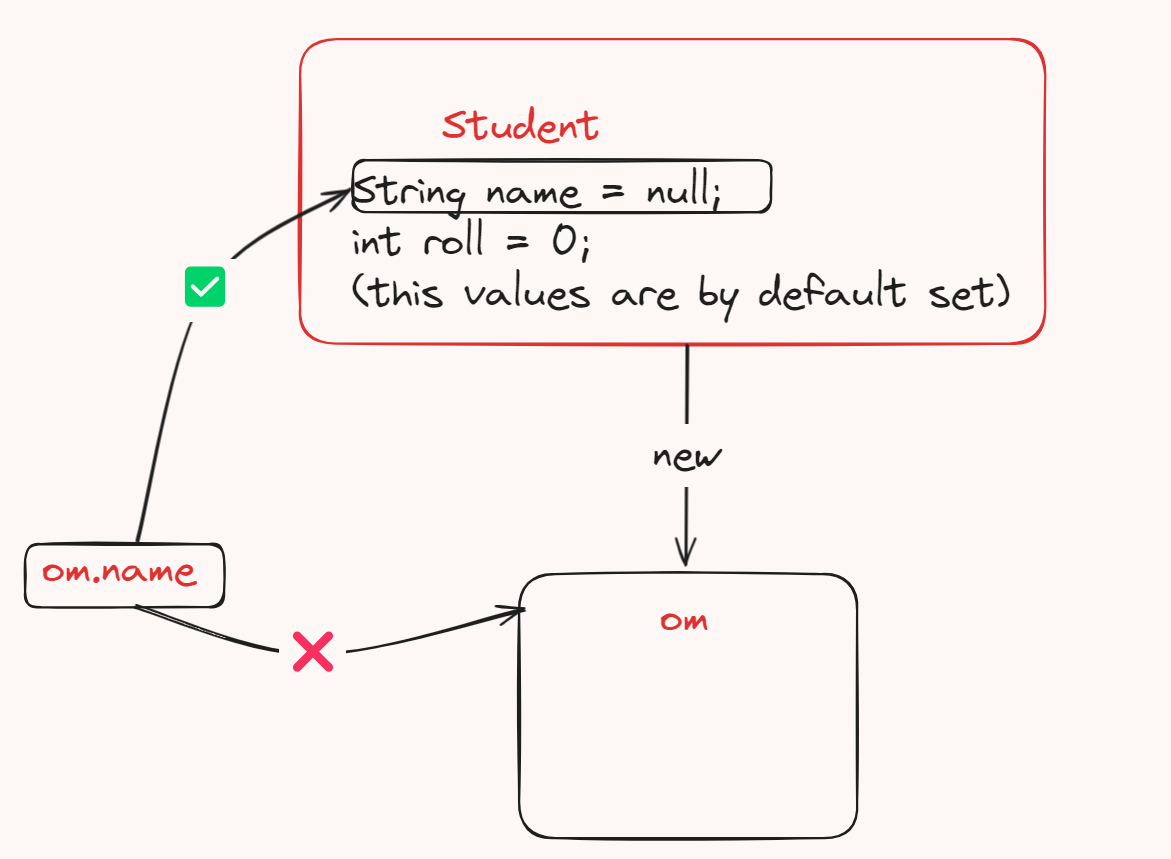 Student
String name = null;
int roll = 0;
(this values are by default set)
new
om.name
om